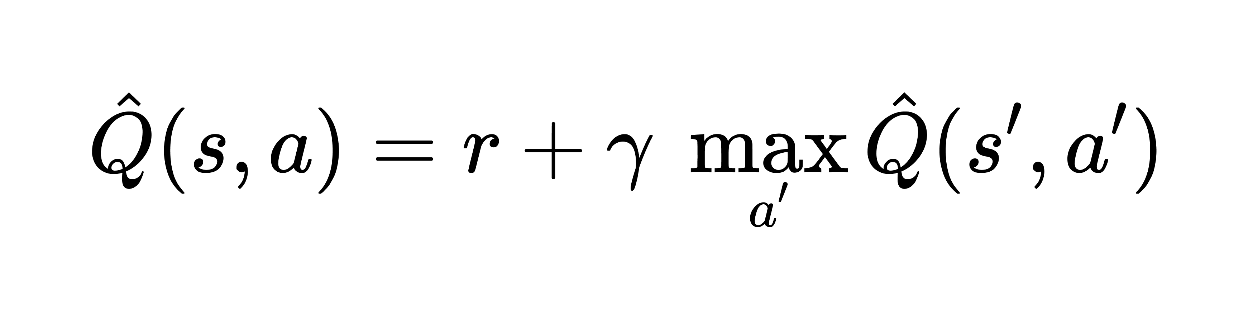 Q̂(s, a) = r + γ max_{a′} Q̂(s′, a′)